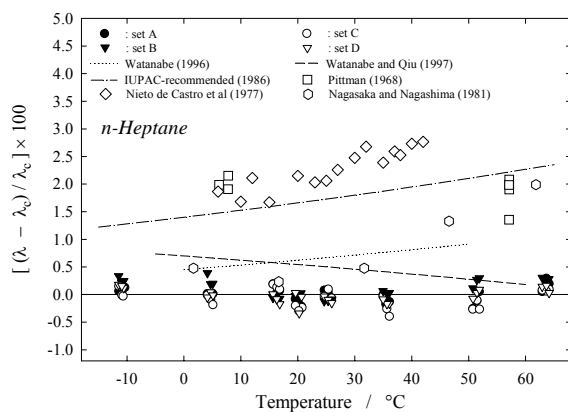 : set A
: set C
: set B
: set D
Watanabe (1996)
Watanabe and Qiu (1997)
IUPAC-recommended (1986)
Pittman (1968)
Nieto de Castro et al (1977)
Nagasaka and Nagashima (1981)
n-Heptane
[ (λ − λc) / λc ] × 100
5.0
4.5
4.0
3.5
3.0
2.5
2.0
1.5
1.0
0.5
0.0
-0.5
-1.0
-10 0 10 20 30 40 50 60
Temperature / °C